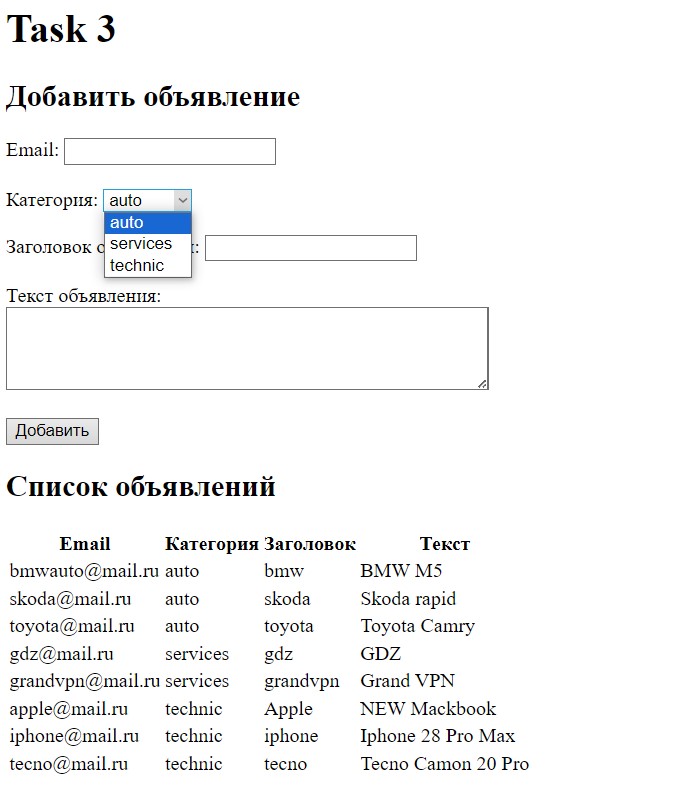 Task 3
Добавить объявление
Email:
Категория: auto
auto
services
technic
Заголовок
Текст объявления:
Добавить
Список объявлений
Email Категория Заголовок Текст
bmwauto@mail.ru auto bmw BMW M5
skoda@mail.ru auto skoda Skoda rapid
toyota@mail.ru auto toyota Toyota Camry
gdz@mail.ru services gdz GDZ
grandvpn@mail.ru services grandvpn Grand VPN
apple@mail.ru technic Apple NEW Mackbook
iphone@mail.ru technic iphone Iphone 28 Pro Max
tecno@mail.ru technic tecno Tecno Camon 20 Pro